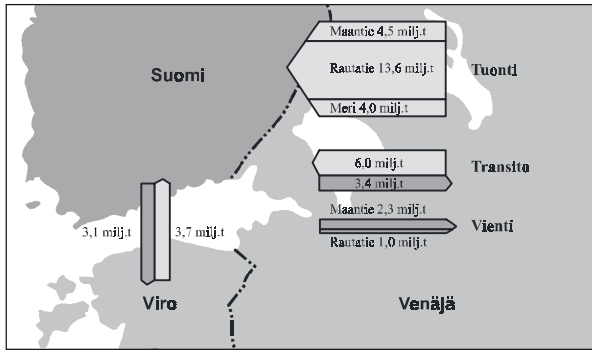 Maantie 4,5 milj.t
Suomi
Rautatie 13,6 milj.t
Tuonti
Meri 4,0 milj.t
6,0 milj.t
Transito
3,4 milj.t
Maantie 2,3 milj.t
3,1 milj.t
3,7 milj.t
Vienti
Rautatie 1,0 milj.t
Viro
Venäjä